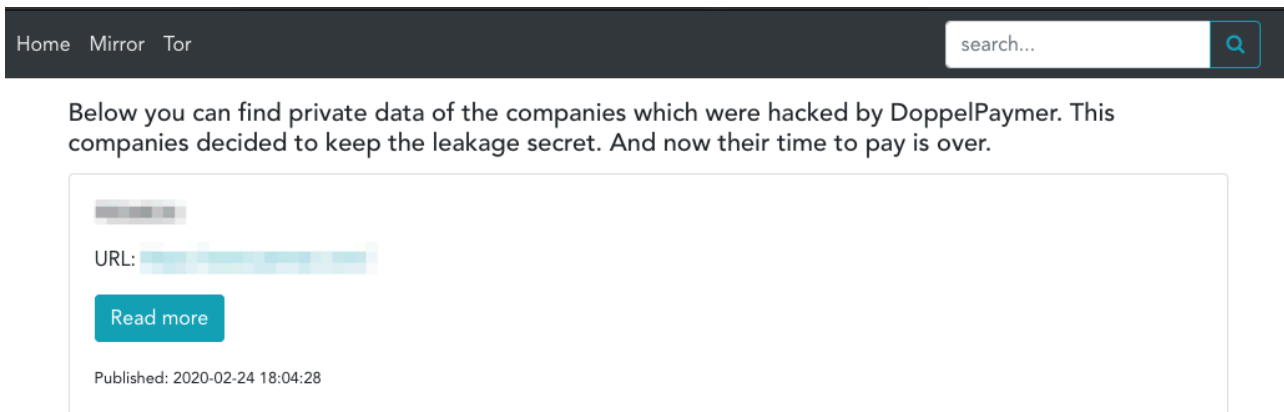 Home Mirror Tor search...
Below you can find private data of the companies which were hacked by DoppelPaymer. This
companies decided to keep the leakage secret. And now their time to pay is over.
URL:
Read more
Published: 2020-02-24 18:04:28